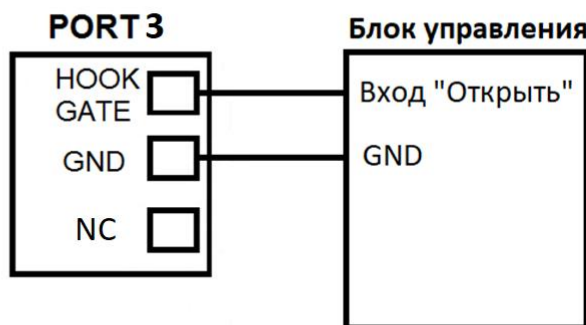 PORT 3
Блок управления
HOOK
GATE
Вход "Открыть"
GND
GND
NC